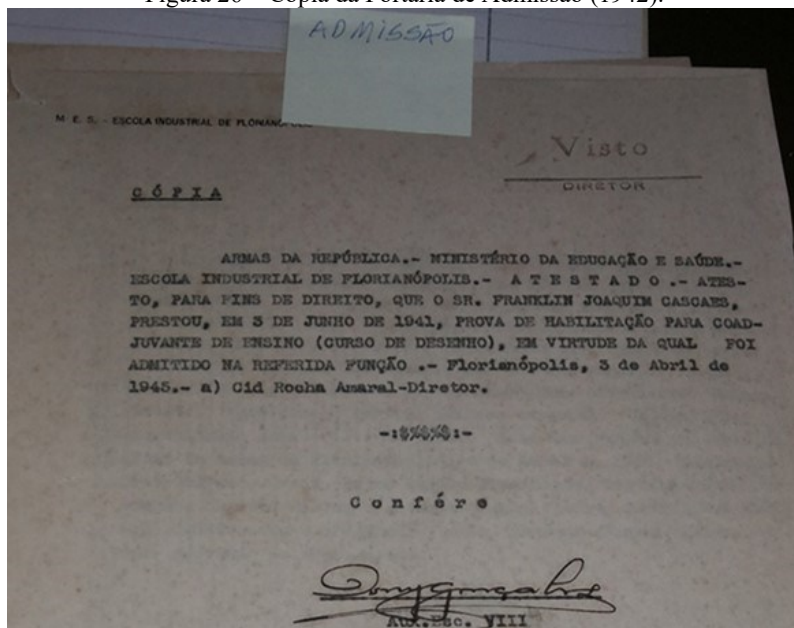 Figura 20 – Cópia da Portaria de Admissão (1942).
ADMISSÃO
M. E. S. - ESCOLA INDUSTRIAL DE
Visto
DIRETOR
CÓPIA
ARMAS DA REPÚBLICA.- MINISTÉRIO DA EDUCAÇÃO E SAÚDE.-
ESCOLA INDUSTRIAL DE FLORIANÓPOLIS.- A T E S T A D O .- ATES-
TO, PARA FINS DE DIREITO, QUE O SR. FRANKLIN JOAQUIM CASCAES,
PRESTOU, EM 3 DE JUNHO DE 1941, PROVA DE HABILITAÇÃO PARA COAD-
JUVANTE DE ENSINO (CURSO DE DESENHO), EM VIRTUDE DA QUAL FOI
ADMITIDO NA REFERIDA FUNÇÃO .- Florianópolis, 3 de Abril de
1945.- a) Cid Rocha Amaral-Diretor.
-:$%$%$:-
C o n f é r e
Aux.Esc. VIII